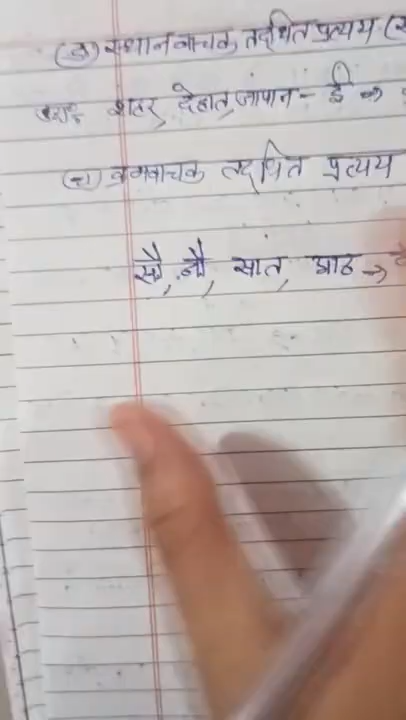 (ङ) स्थानवाचक तद्धित प्रत्यय
शहर, देहात, जापान - ई
(च) क्रमवाचक तद्धित प्रत्यय
सौ, नौ, सात, आठ →